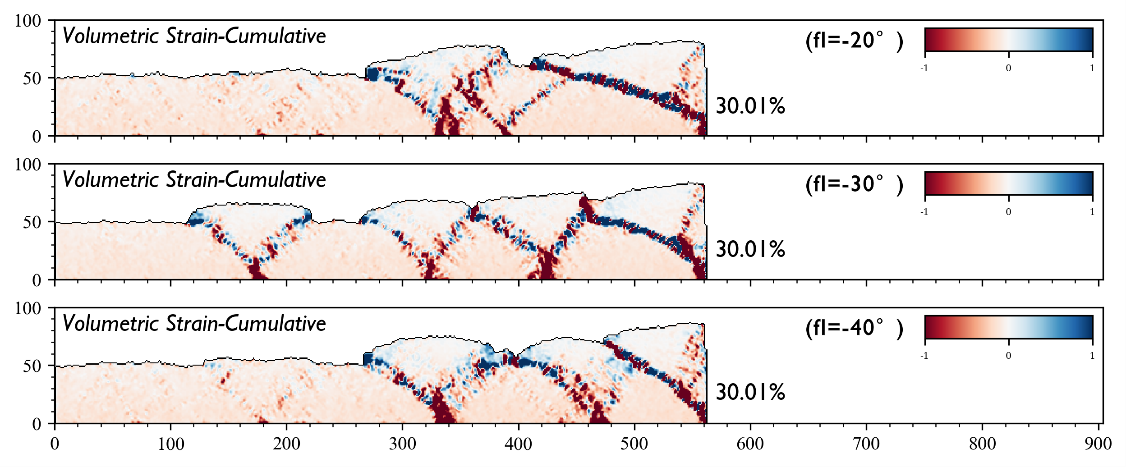 100
Volumetric Strain-Cumulative
(fl=-20° )
50
-1 0 1
30.01%
0
100
Volumetric Strain-Cumulative
(fl=-30° )
50
-1 0 1
30.01%
0
100
Volumetric Strain-Cumulative
(fl=-40° )
50
-1 0 1
30.01%
0
0 100 200 300 400 500 600 700 800 900